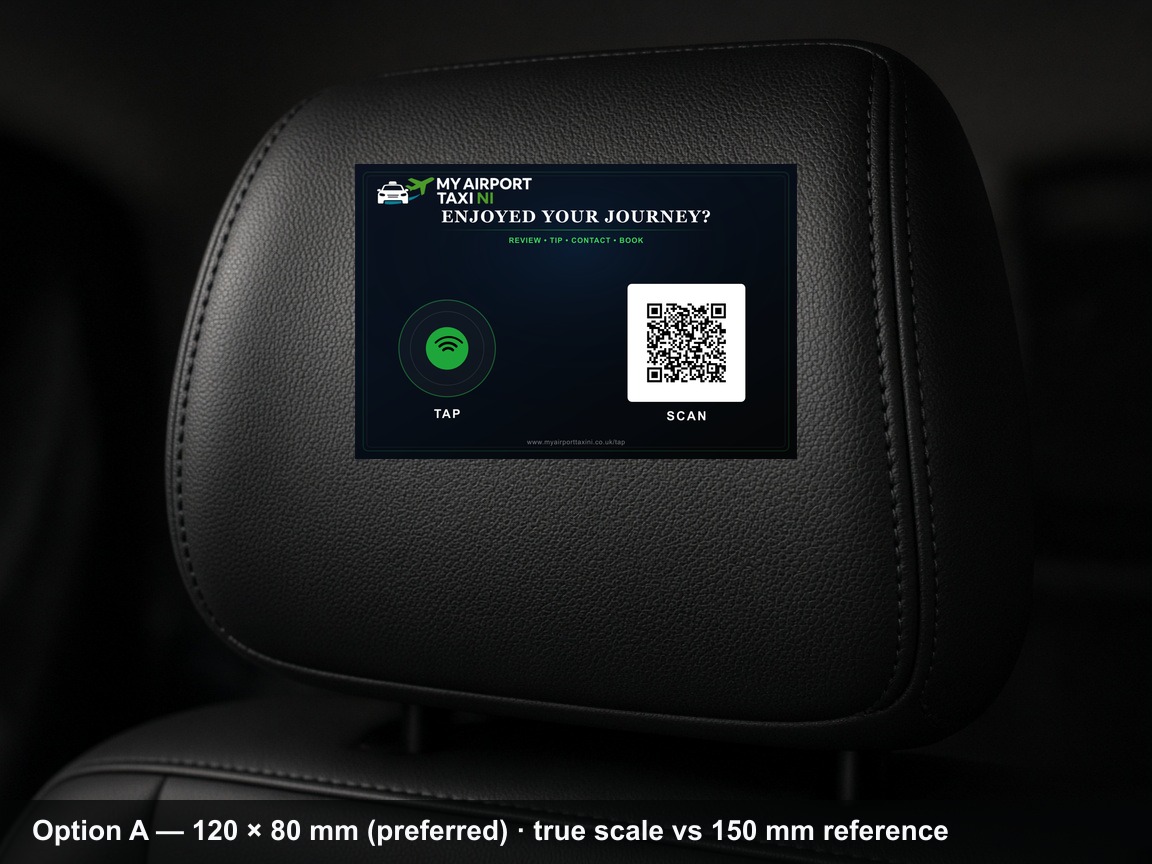 MY AIRPORT
TAXI NI
ENJOYED YOUR JOURNEY?
REVIEW • TIP • CONTACT • BOOK
TAP
SCAN
www.myairporttaxini.co.uk/tap
Option A — 120 × 80 mm (preferred) · true scale vs 150 mm reference